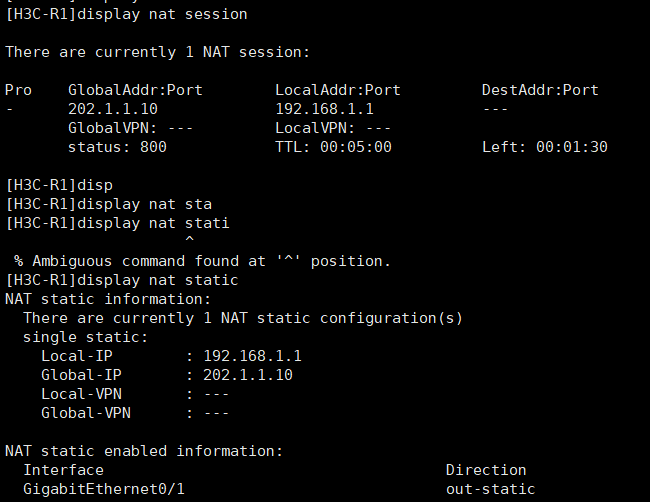 [H3C-R1]display nat session
There are currently 1 NAT session:
Pro    GlobalAddr:Port        LocalAddr:Port         DestAddr:Port
-      202.1.1.10             192.168.1.1            ---
       GlobalVPN: ---         LocalVPN: ---
       status: 800            TTL: 00:05:00          Left: 00:01:30
[H3C-R1]disp
[H3C-R1]display nat sta
[H3C-R1]display nat stati
                    ^
 % Ambiguous command found at '^' position.
[H3C-R1]display nat static
NAT static information:
  There are currently 1 NAT static configuration(s)
  single static:
    Local-IP        : 192.168.1.1
    Global-IP       : 202.1.1.10
    Local-VPN       : ---
    Global-VPN      : ---
NAT static enabled information:
  Interface                                      Direction
  GigabitEthernet0/1                             out-static